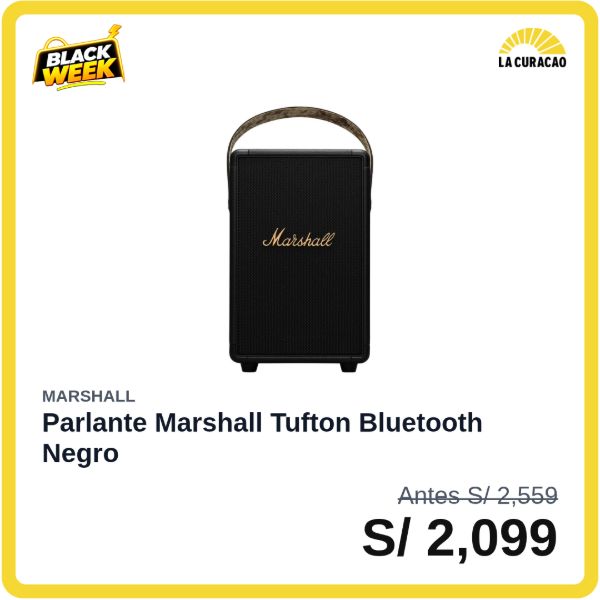 BLACK
WEEK
LA CURACAO
Marshall
MARSHALL
Parlante Marshall Tufton Bluetooth
Negro
Antes S/ 2,559
S/ 2,099